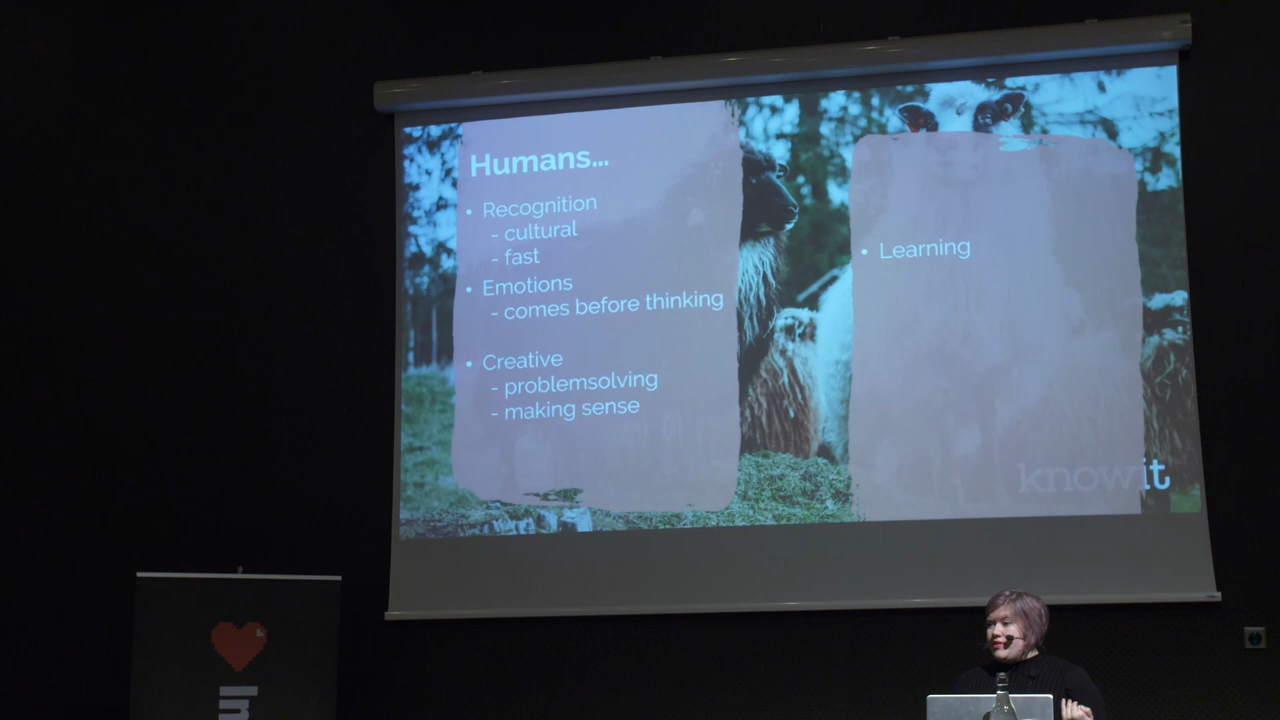 Humans...
• Recognition
- cultural
- fast
• Emotions
- comes before thinking
• Creative
- problemsolving
- making sense
• Learning
knowit